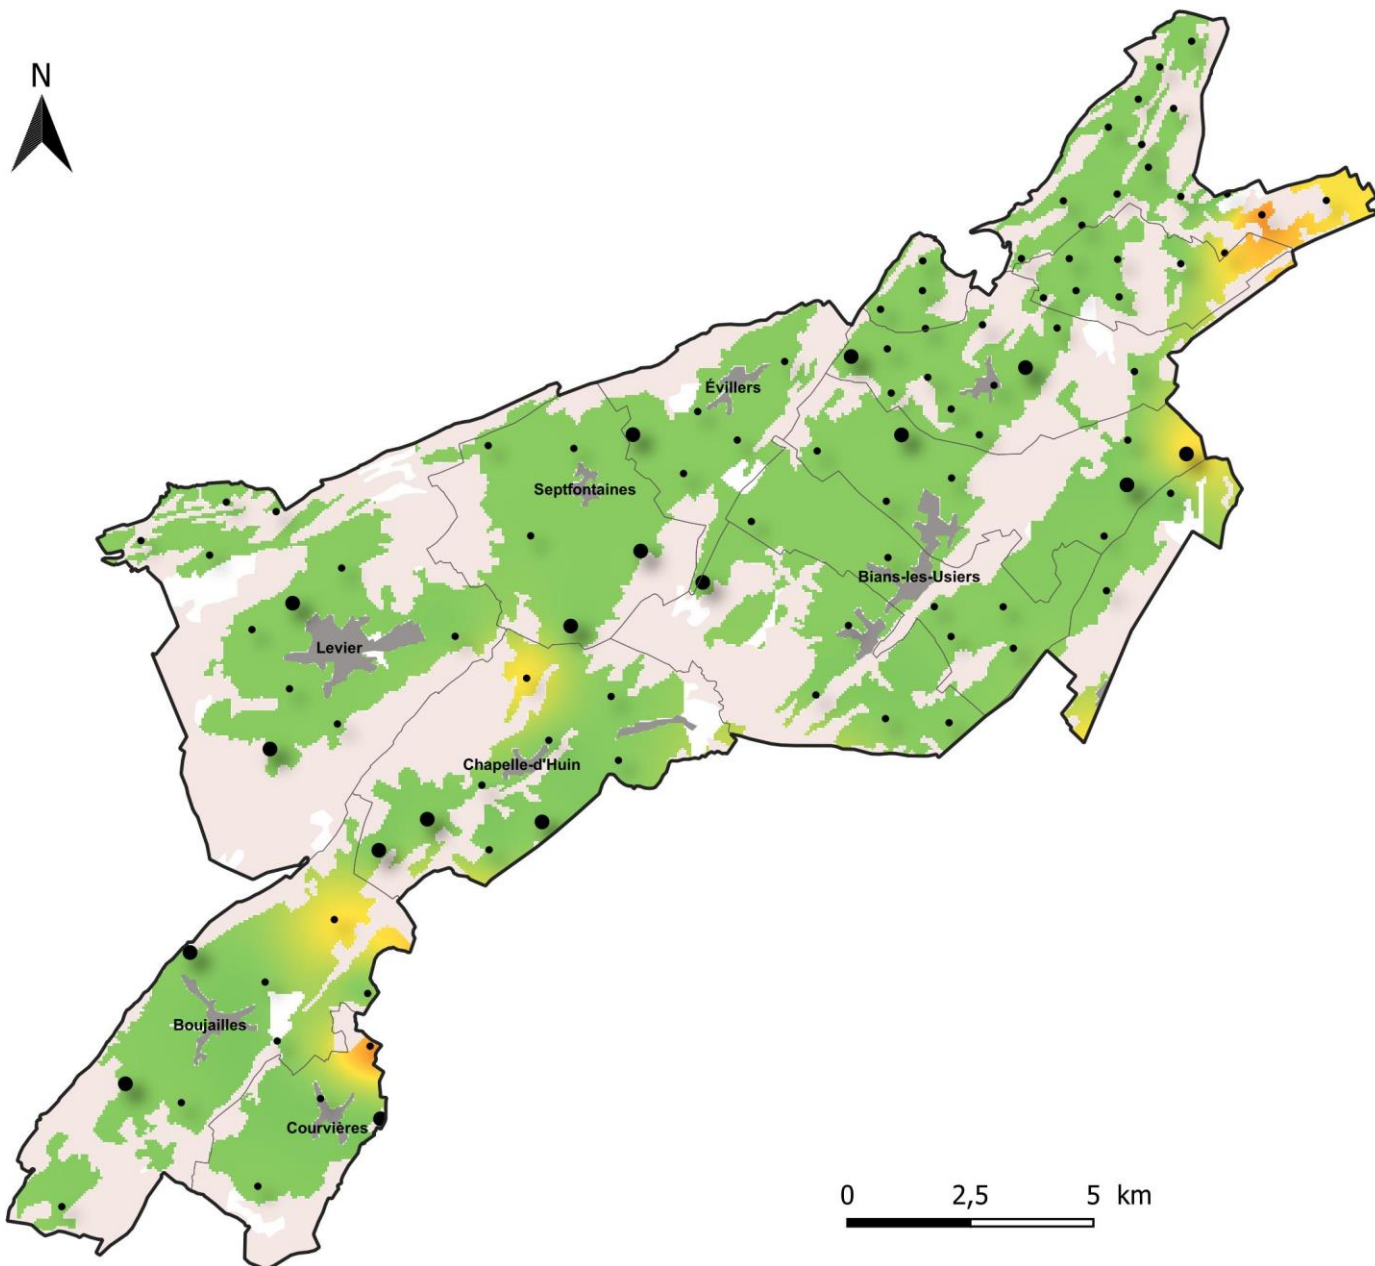 N
Évillers
Septfontaines
Bians-les-Usiers
Levier
Chapelle-d'Huin
Boujailles
Courvières
0 2,5 5 km